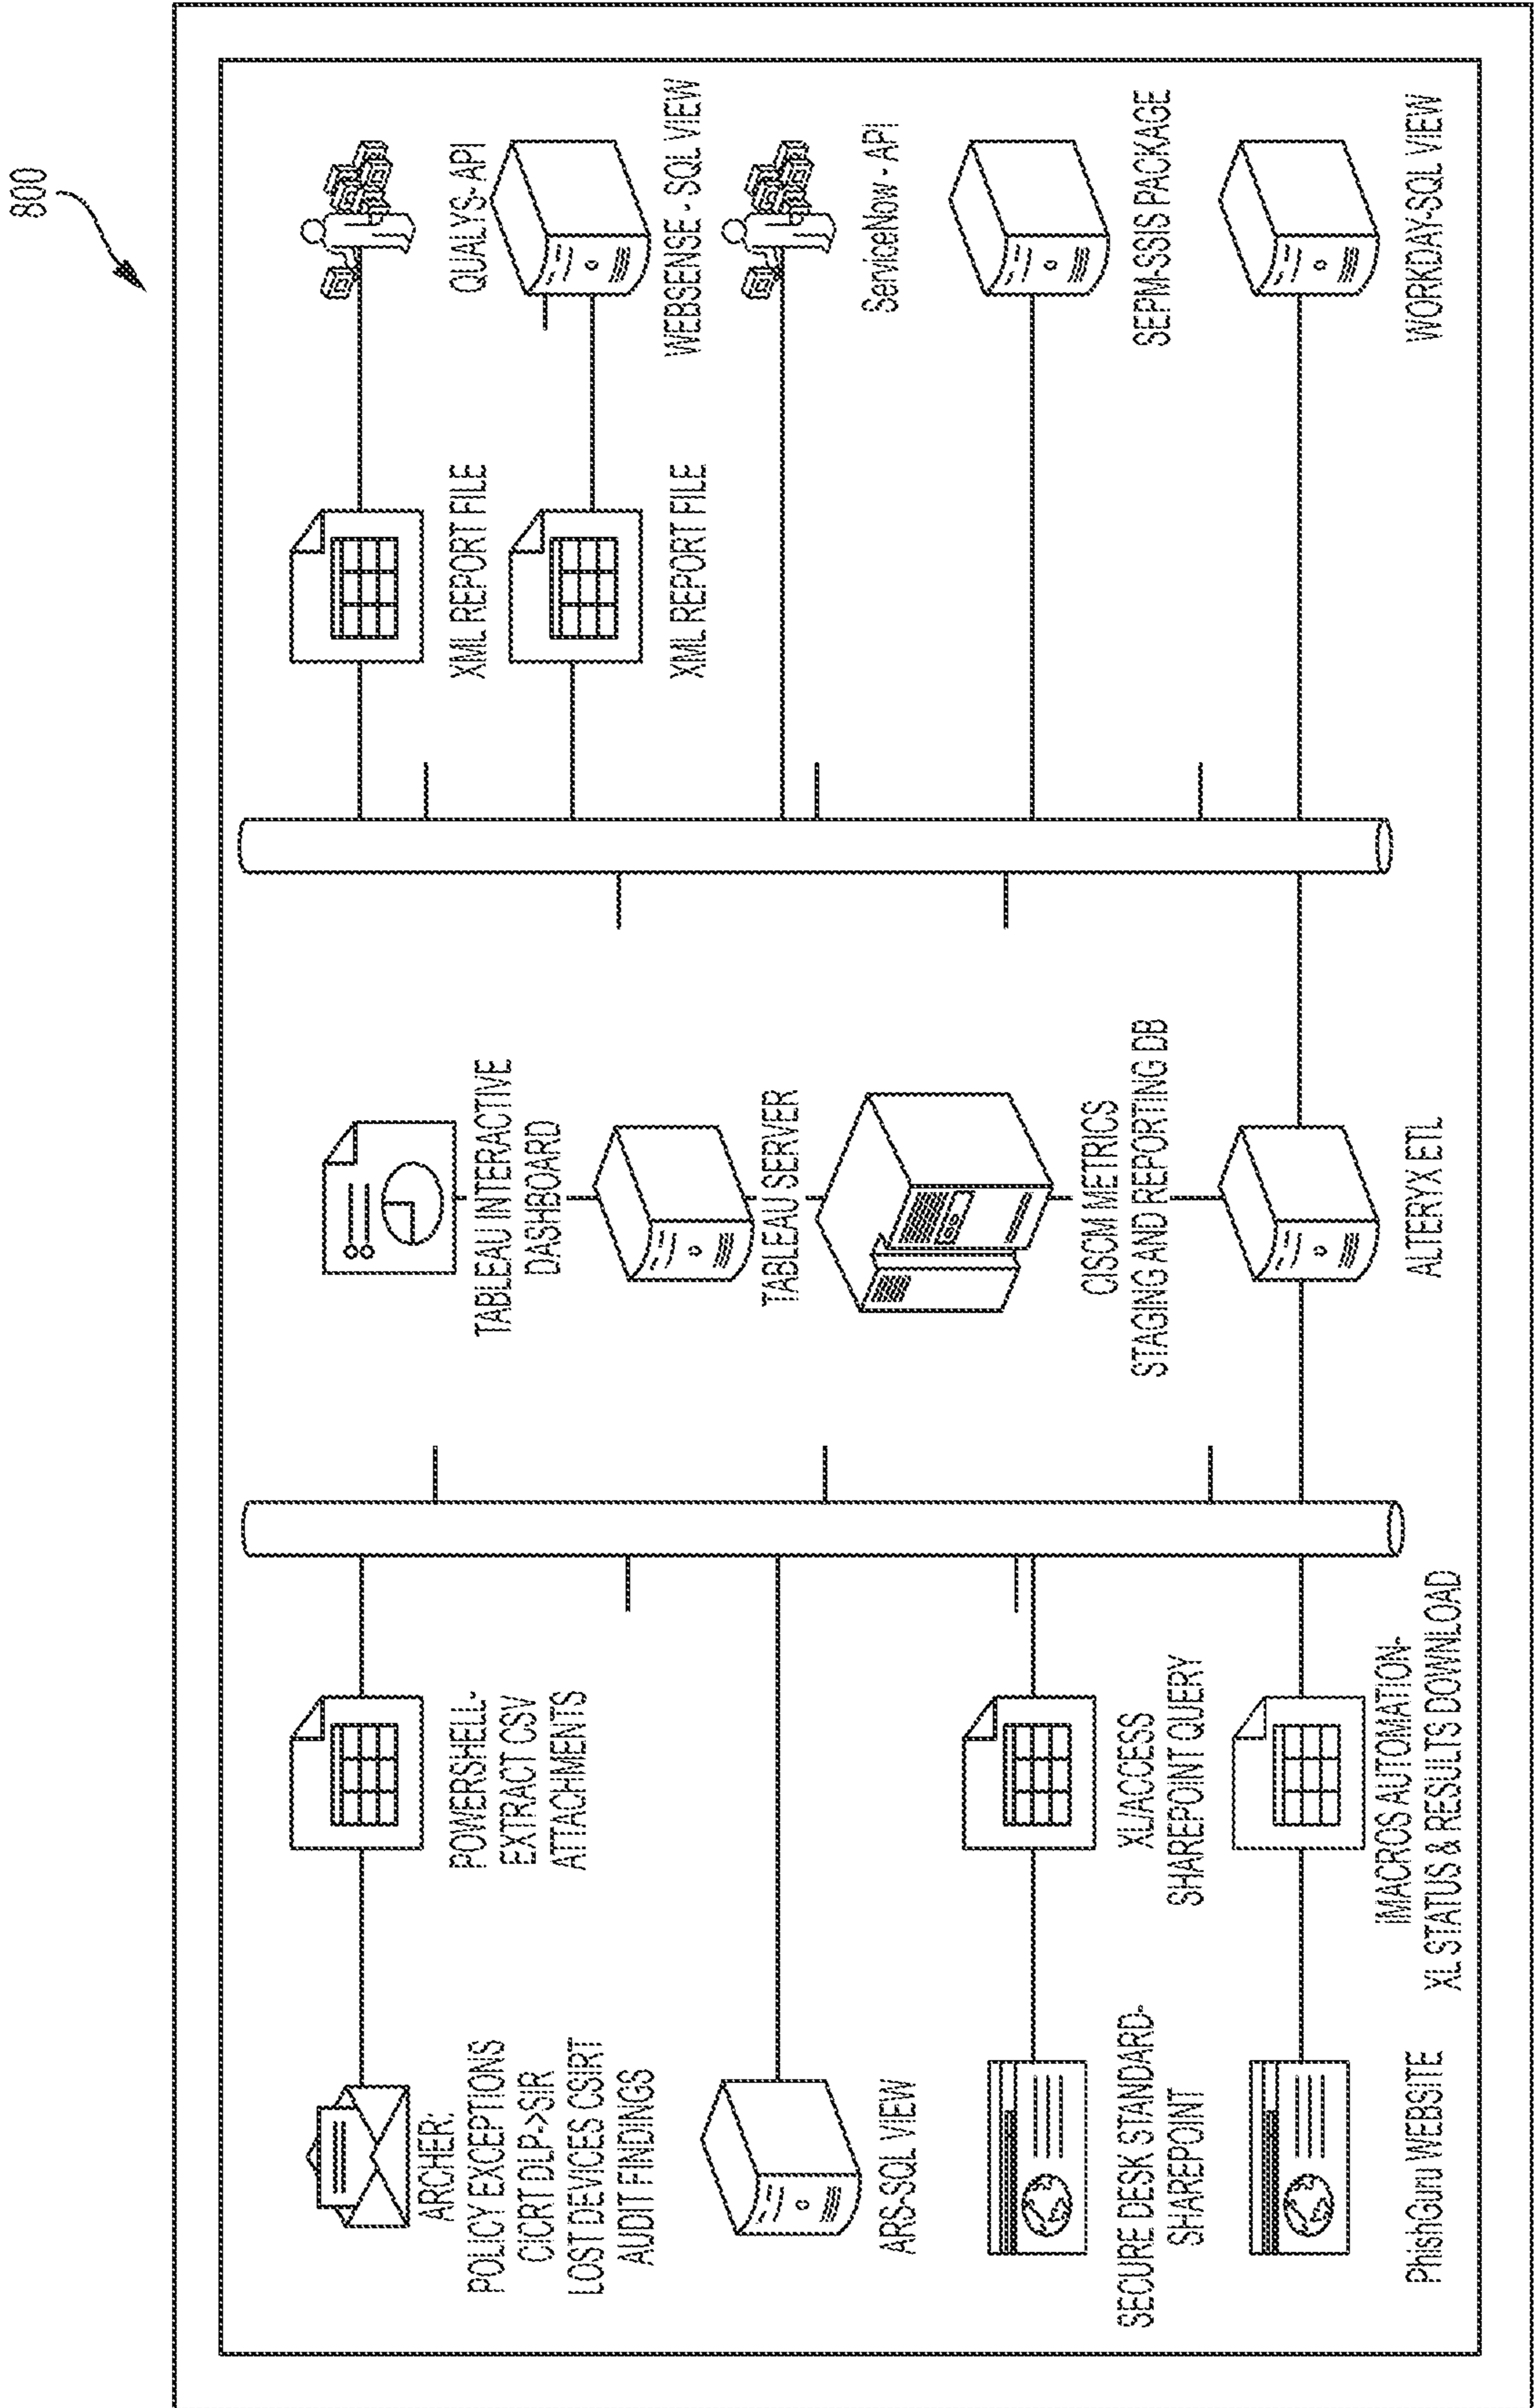 800
ARCHER:
POLICY EXCEPTIONS
CICRT DLP->SIR
LOST DEVICES CSIRT
AUDIT FINDINGS
POWERSHELL-
EXTRACT CSV
ATTACHMENTS
TABLEAU INTERACTIVE
DASHBOARD
XML REPORT FILE
QUALYS- API
XML REPORT FILE
WEBSENSE - SQL VIEW
ARS-SQL VIEW
TABLEAU SERVER
ServiceNow - API
SECURE DESK STANDARD-
SHAREPOINT
XL/ACCESS
SHAREPOINT QUERY
CISCM METRICS
STAGING AND REPORTING DB
SEPM-SSIS PACKAGE
PhishGuru WEBSITE
iMACROS AUTOMATION-
XL STATUS & RESULTS DOWNLOAD
ALTERYX ETL
WORKDAY-SQL VIEW